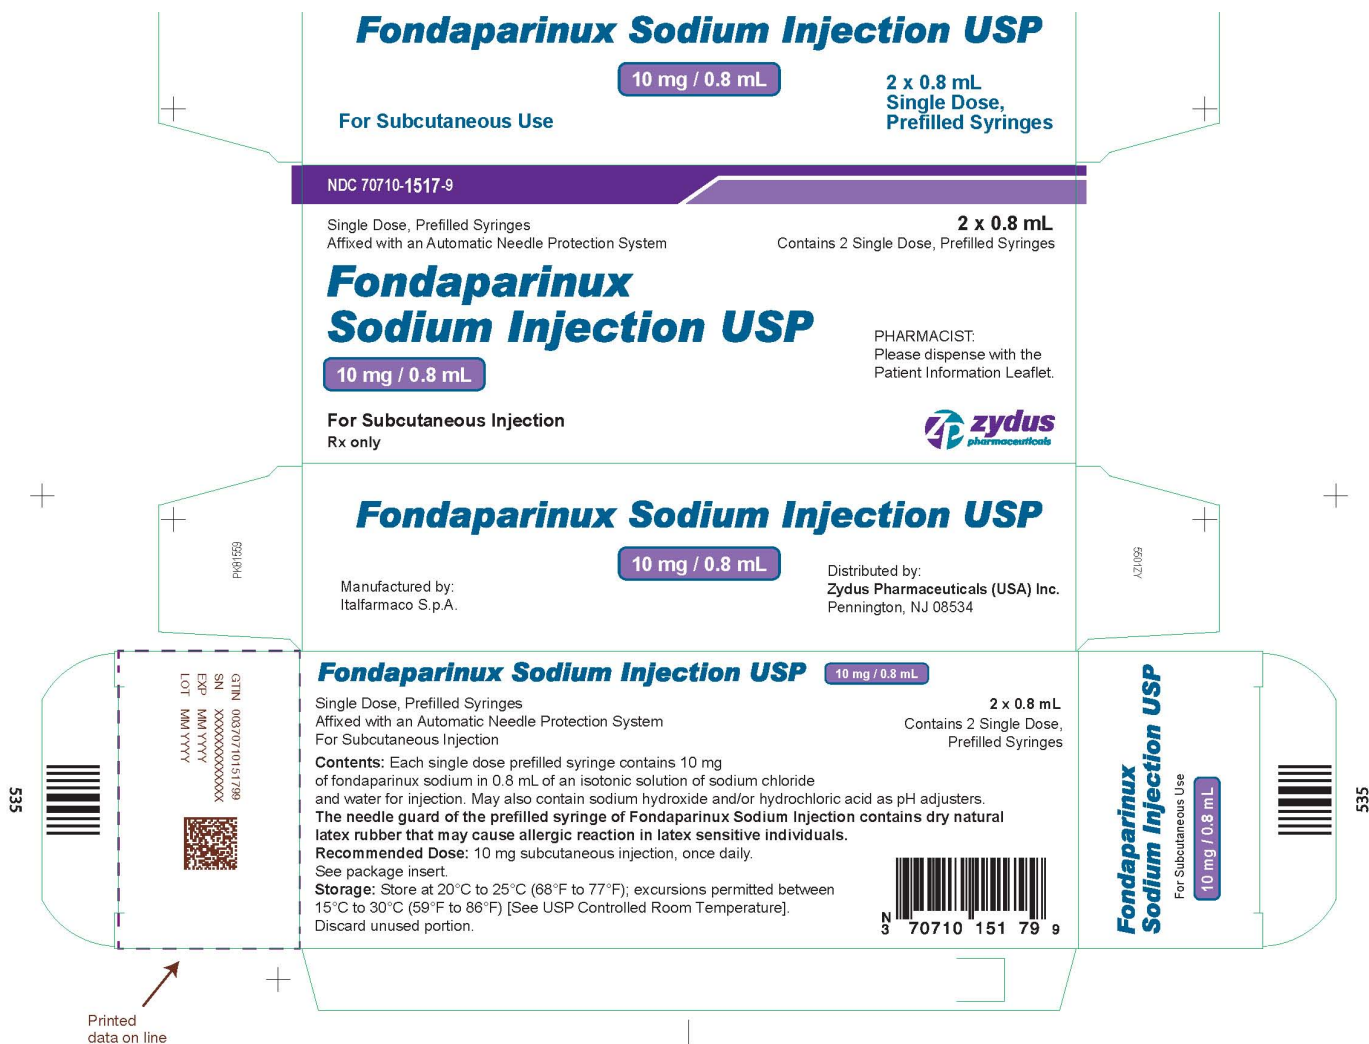 Fondaparinux Sodium Injection USP
10 mg / 0.8 mL
2 x 0.8 mL
Single Dose,
Prefilled Syringes
For Subcutaneous Use
NDC 70710-1517-9
Single Dose, Prefilled Syringes
Affixed with an Automatic Needle Protection System
2 x 0.8 mL
Contains 2 Single Dose, Prefilled Syringes
Fondaparinux
Sodium Injection USP
10 mg / 0.8 mL
PHARMACIST:
Please dispense with the
Patient Information Leaflet.
For Subcutaneous Injection
Rx only
zydus
pharmaceuticals
Fondaparinux Sodium Injection USP
10 mg / 0.8 mL
Manufactured by:
Italfarmaco S.p.A.
Distributed by:
Zydus Pharmaceuticals (USA) Inc.
Pennington, NJ 08534
PKB1559
5501ZY
Fondaparinux Sodium Injection USP
10 mg / 0.8 mL
Single Dose, Prefilled Syringes
Affixed with an Automatic Needle Protection System
For Subcutaneous Injection
2 x 0.8 mL
Contains 2 Single Dose,
Prefilled Syringes
Contents: Each single dose prefilled syringe contains 10 mg
of fondaparinux sodium in 0.8 mL of an isotonic solution of sodium chloride
and water for injection. May also contain sodium hydroxide and/or hydrochloric acid as pH adjusters.
The needle guard of the prefilled syringe of Fondaparinux Sodium Injection contains dry natural
latex rubber that may cause allergic reaction in latex sensitive individuals.
Recommended Dose: 10 mg subcutaneous injection, once daily.
See package insert.
Storage: Store at 20°C to 25°C (68°F to 77°F); excursions permitted between
15°C to 30°C (59°F to 86°F) [See USP Controlled Room Temperature].
Discard unused portion.
N
3 70710 151 79 9
GTIN 00370710151799
SN XXXXXXXXXXXXX
EXP MM YYYY
LOT MM YYYY
535
Fondaparinux
Sodium Injection USP
For Subcutaneous Use
10 mg / 0.8 mL
535
Printed
data on line